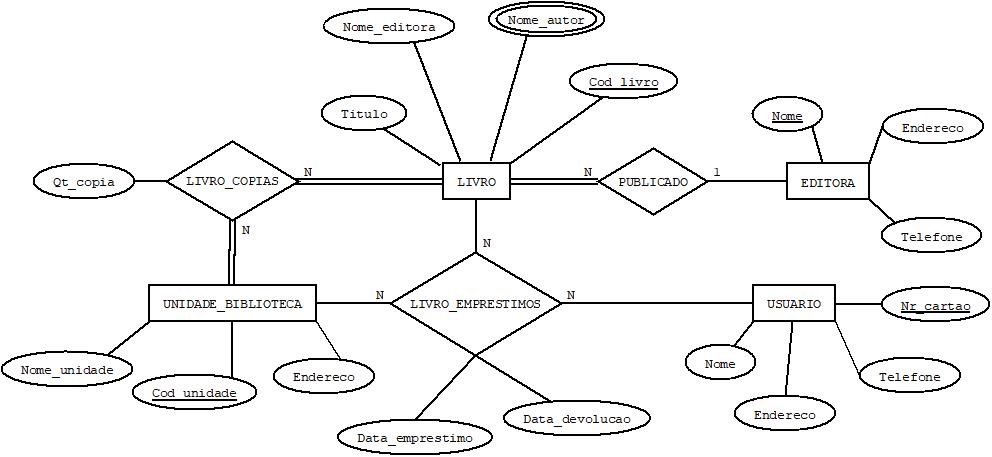 Nome_editora
Nome_autor
Cod_livro
Titulo
Nome
Endereco
Qt_copia
LIVRO_COPIAS
N
LIVRO
N
PUBLICADO
1
EDITORA
N
Telefone
N
UNIDADE_BIBLIOTECA
N
LIVRO_EMPRESTIMOS
N
USUARIO
Nr_cartao
Nome_unidade
Cod_unidade
Endereco
Nome
Telefone
Endereco
Data_emprestimo
Data_devolucao